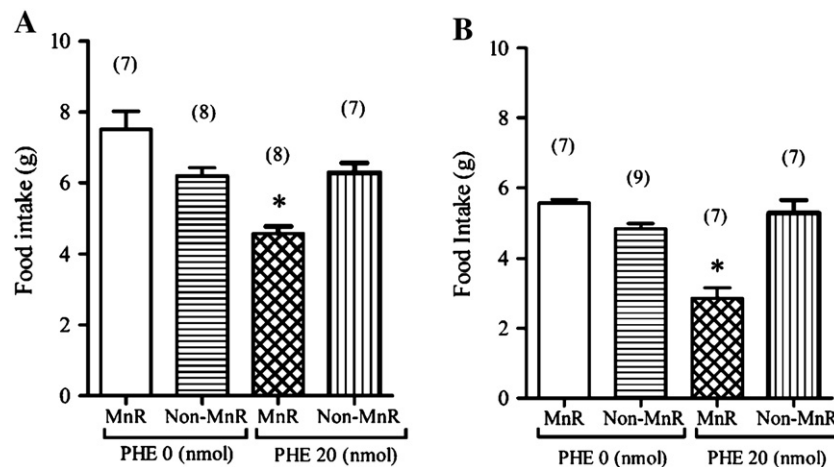 A
Food intake (g)
10
8
6
4
2
0
(7)
(8)
(8)
(7)
*
MnR
Non-MnR
MnR
Non-MnR
PHE 0 (nmol)
PHE 20 (nmol)
B
Food Intake (g)
10
8
6
4
2
0
(7)
(9)
(7)
(7)
*
MnR
Non-MnR
MnR
Non-MnR
PHE 0 (nmol)
PHE 20 (nmol)